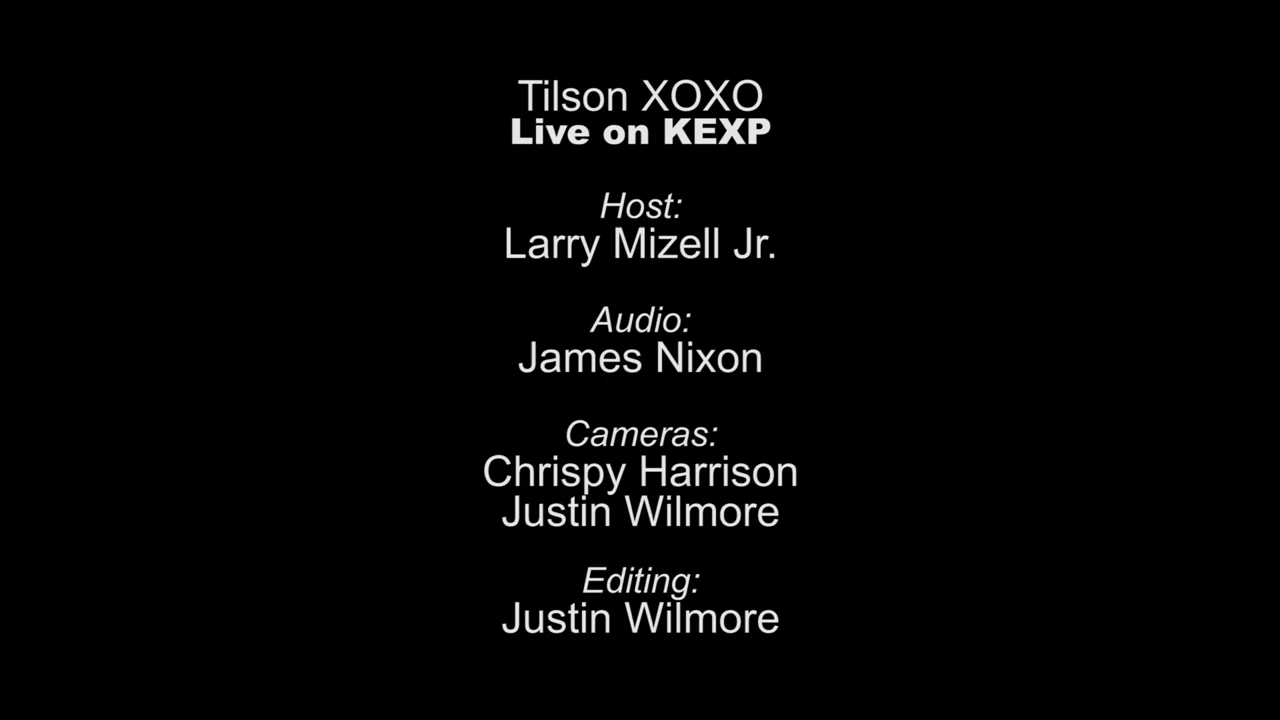 Tilson XOXO
Live on KEXP
Host:
Larry Mizell Jr.
Audio:
James Nixon
Cameras:
Chrispy Harrison
Justin Wilmore
Editing:
Justin Wilmore